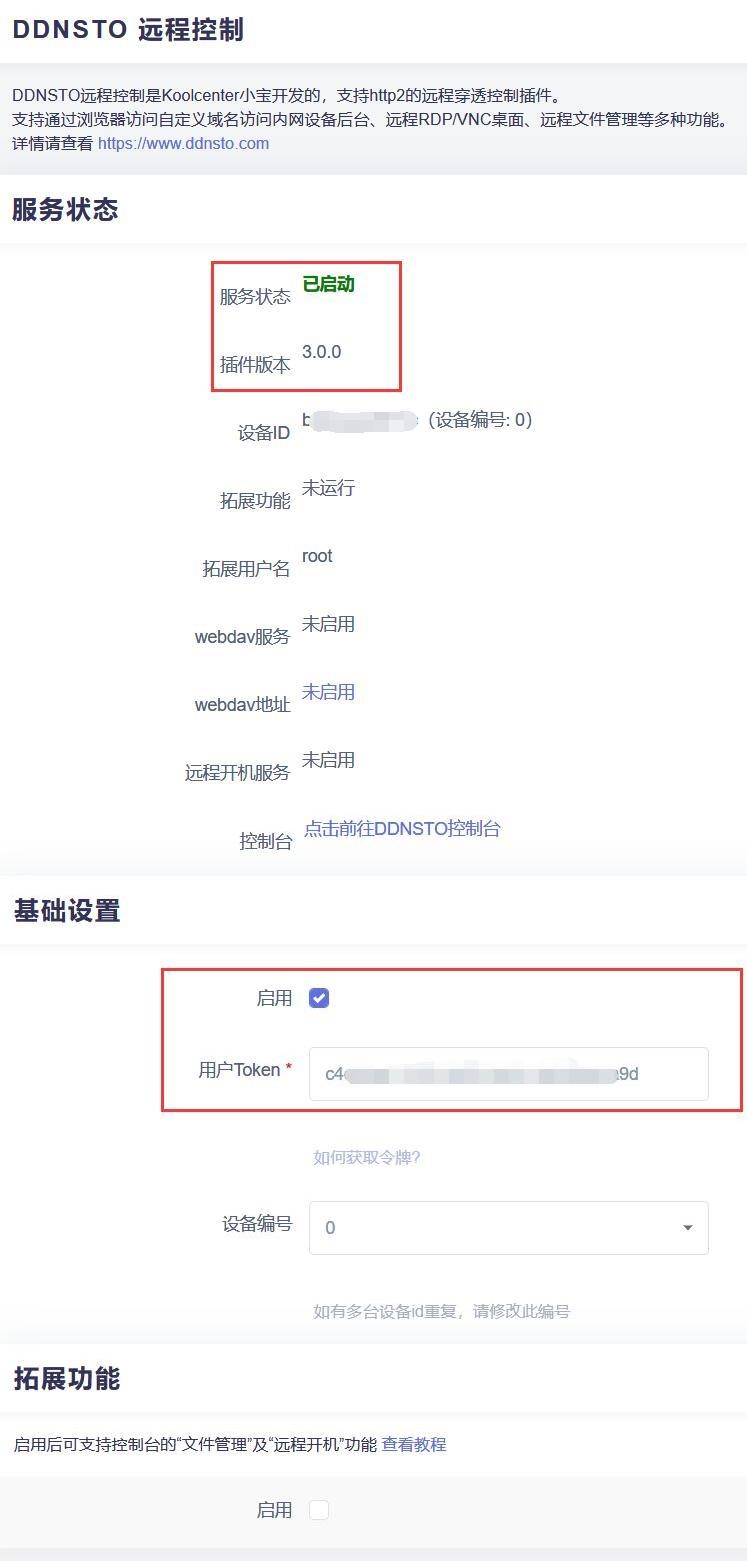 DDNSTO 远程控制
DDNSTO远程控制是Koolcenter小宝开发的，支持http2的远程穿透控制插件。
支持通过浏览器访问自定义域名访问内网设备后台、远程RDP/VNC桌面、远程文件管理等多种功能。
详情请查看 https://www.ddnsto.com
服务状态
服务状态 已启动
插件版本 3.0.0
设备ID b（设备编号: 0）
拓展功能 未运行
拓展用户名 root
webdav服务 未启用
webdav地址 未启用
远程开机服务 未启用
控制台 点击前往DDNSTO控制台
基础设置
启用
用户Token * c4 9d
如何获取令牌?
设备编号 0
如有多台设备id重复，请修改此编号
拓展功能
启用后可支持控制台的“文件管理”及“远程开机”功能 查看教程
启用